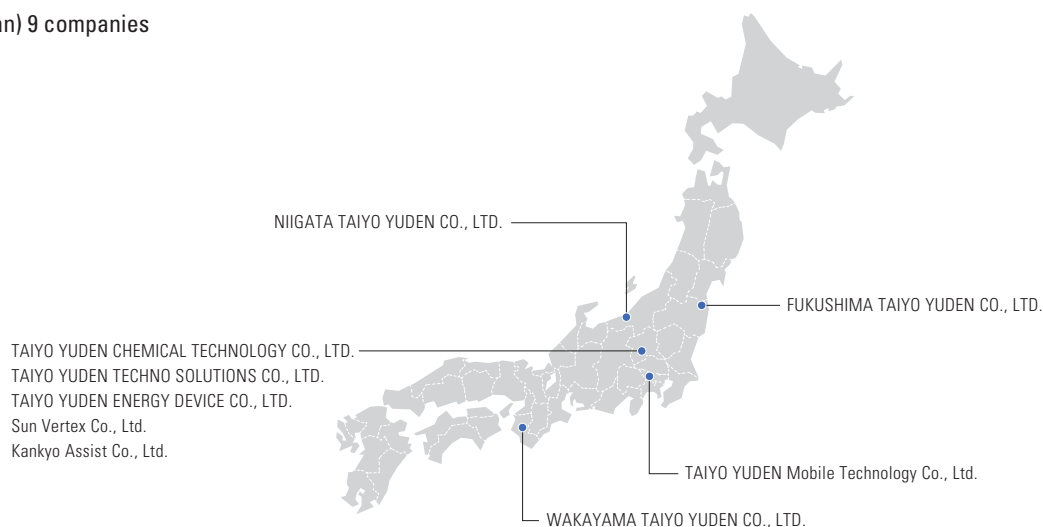 an) 9 companies
NIIGATA TAIYO YUDEN CO., LTD.
FUKUSHIMA TAIYO YUDEN CO., LTD.
TAIYO YUDEN CHEMICAL TECHNOLOGY CO., LTD.
TAIYO YUDEN TECHNO SOLUTIONS CO., LTD.
TAIYO YUDEN ENERGY DEVICE CO., LTD.
Sun Vertex Co., Ltd.
Kankyo Assist Co., Ltd.
TAIYO YUDEN Mobile Technology Co., Ltd.
WAKAYAMA TAIYO YUDEN CO., LTD.